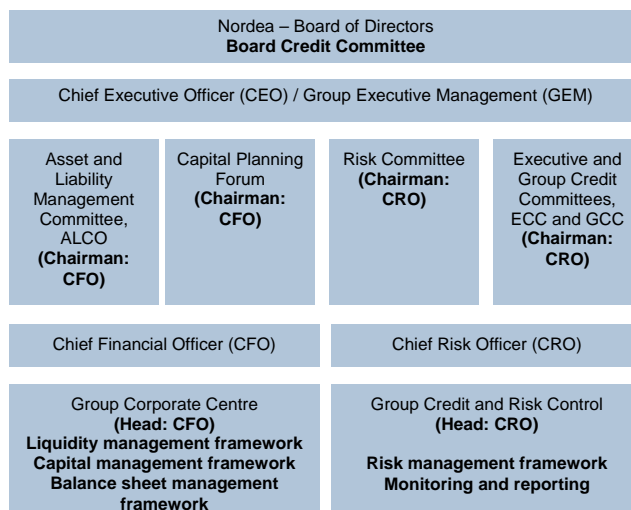 Nordea – Board of Directors
Board Credit Committee
Chief Executive Officer (CEO) / Group Executive Management (GEM)
Asset and
Liability
Management
Committee,
ALCO
(Chairman:
CFO)
Capital Planning
Forum
(Chairman:
CFO)
Risk Committee
(Chairman:
CRO)
Executive and
Group Credit
Committees,
ECC and GCC
(Chairman:
CRO)
Chief Financial Officer (CFO)
Chief Risk Officer (CRO)
Group Corporate Centre
(Head: CFO)
Liquidity management framework
Capital management framework
Balance sheet management
framework
Group Credit and Risk Control
(Head: CRO)
Risk management framework
Monitoring and reporting